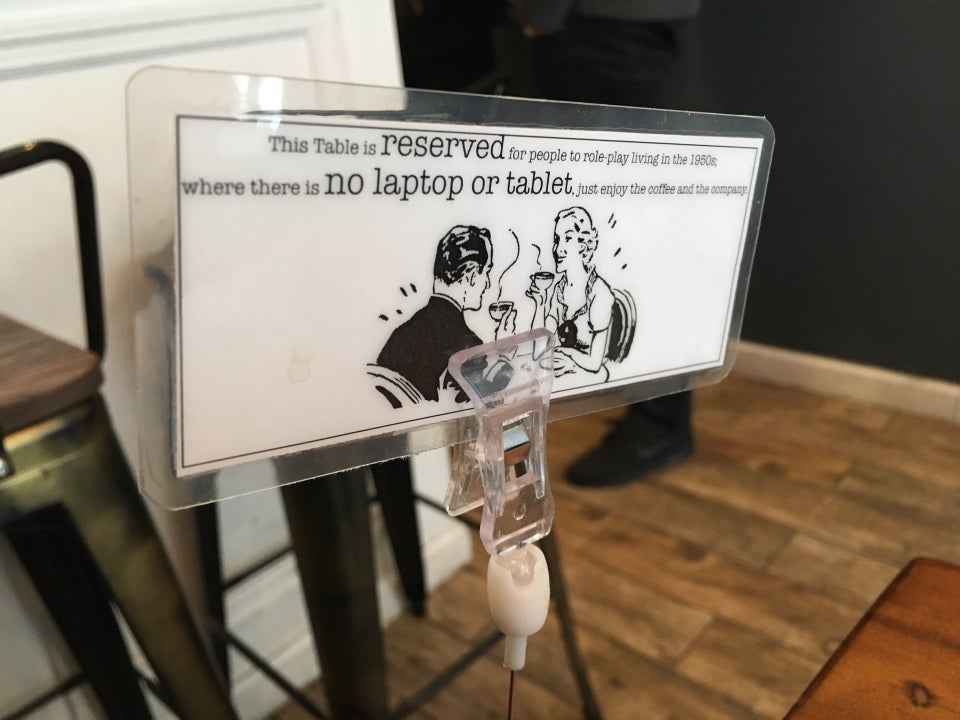 This Table is reserved for people to role-play living in the 1950s;
where there is no laptop or tablet, just enjoy the coffee and the company.